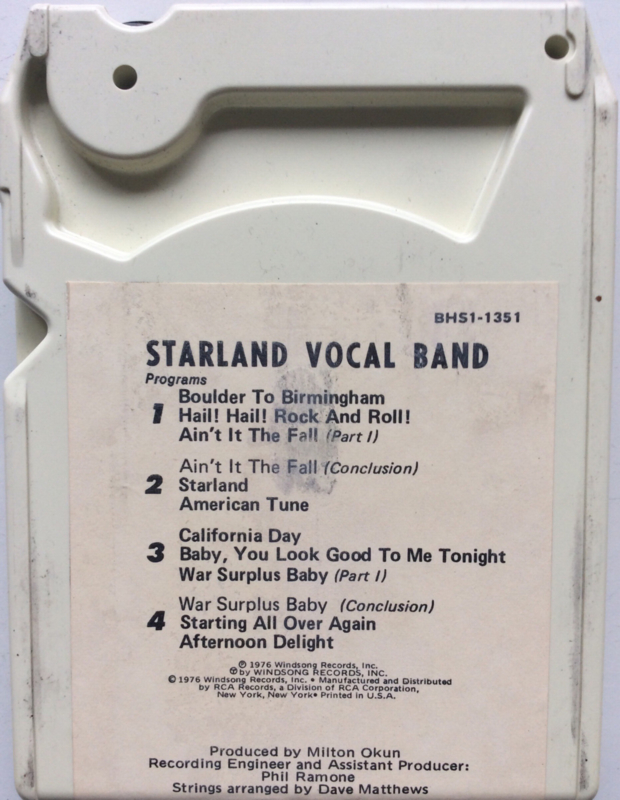 BHS1-1351
STARLAND VOCAL BAND
Programs
1 Boulder To Birmingham
Hail! Hail! Rock And Roll!
Ain't It The Fall (Part I)
2 Ain't It The Fall (Conclusion)
Starland
American Tune
3 California Day
Baby, You Look Good To Me Tonight
War Surplus Baby (Part I)
4 War Surplus Baby (Conclusion)
Starting All Over Again
Afternoon Delight
℗ 1976 Windsong Records, Inc.
℗ by WINDSONG RECORDS, INC.
© 1976 Windsong Records, Inc. • Manufactured and Distributed
by RCA Records, a Division of RCA Corporation,
New York, New York • Printed in U.S.A.
Produced by Milton Okun
Recording Engineer and Assistant Producer:
Phil Ramone
Strings arranged by Dave Matthews